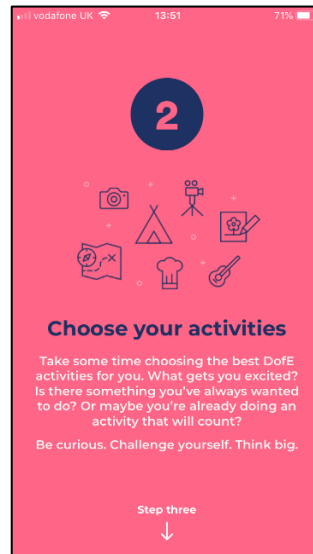 vodafone UK 13:51 71%
2
Choose your activities
Take some time choosing the best DofE
activities for you. What gets you excited?
Is there something you've always wanted
to do? Or maybe you're already doing an
activity that will count?
Be curious. Challenge yourself. Think big.
Step three